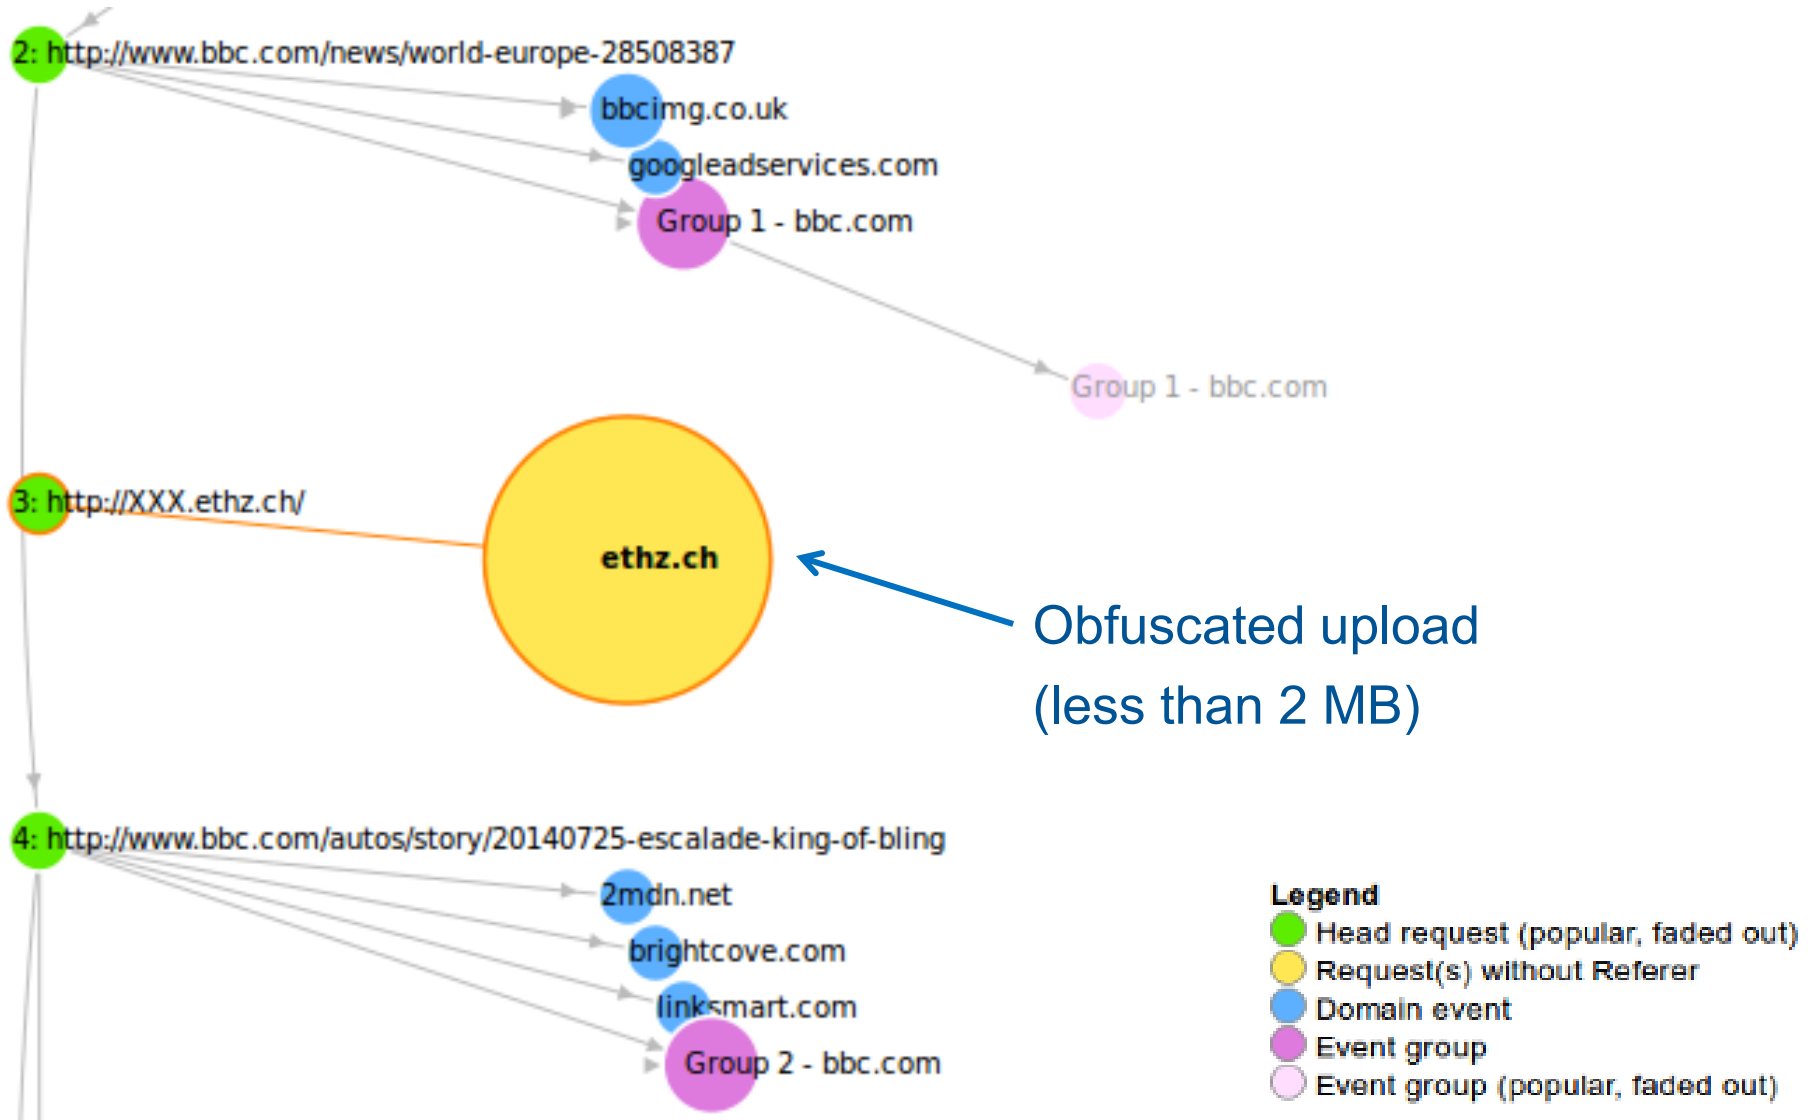 2: http://www.bbc.com/news/world-europe-28508387
bbcimg.co.uk
googleadservices.com
Group 1 - bbc.com
Group 1 - bbc.com
3: http://XXX.ethz.ch/
ethz.ch
Obfuscated upload
(less than 2 MB)
4: http://www.bbc.com/autos/story/20140725-escalade-king-of-bling
2mdn.net
brightcove.com
linksmart.com
Group 2 - bbc.com
Legend
Head request (popular, faded out)
Request(s) without Referer
Domain event
Event group
Event group (popular, faded out)